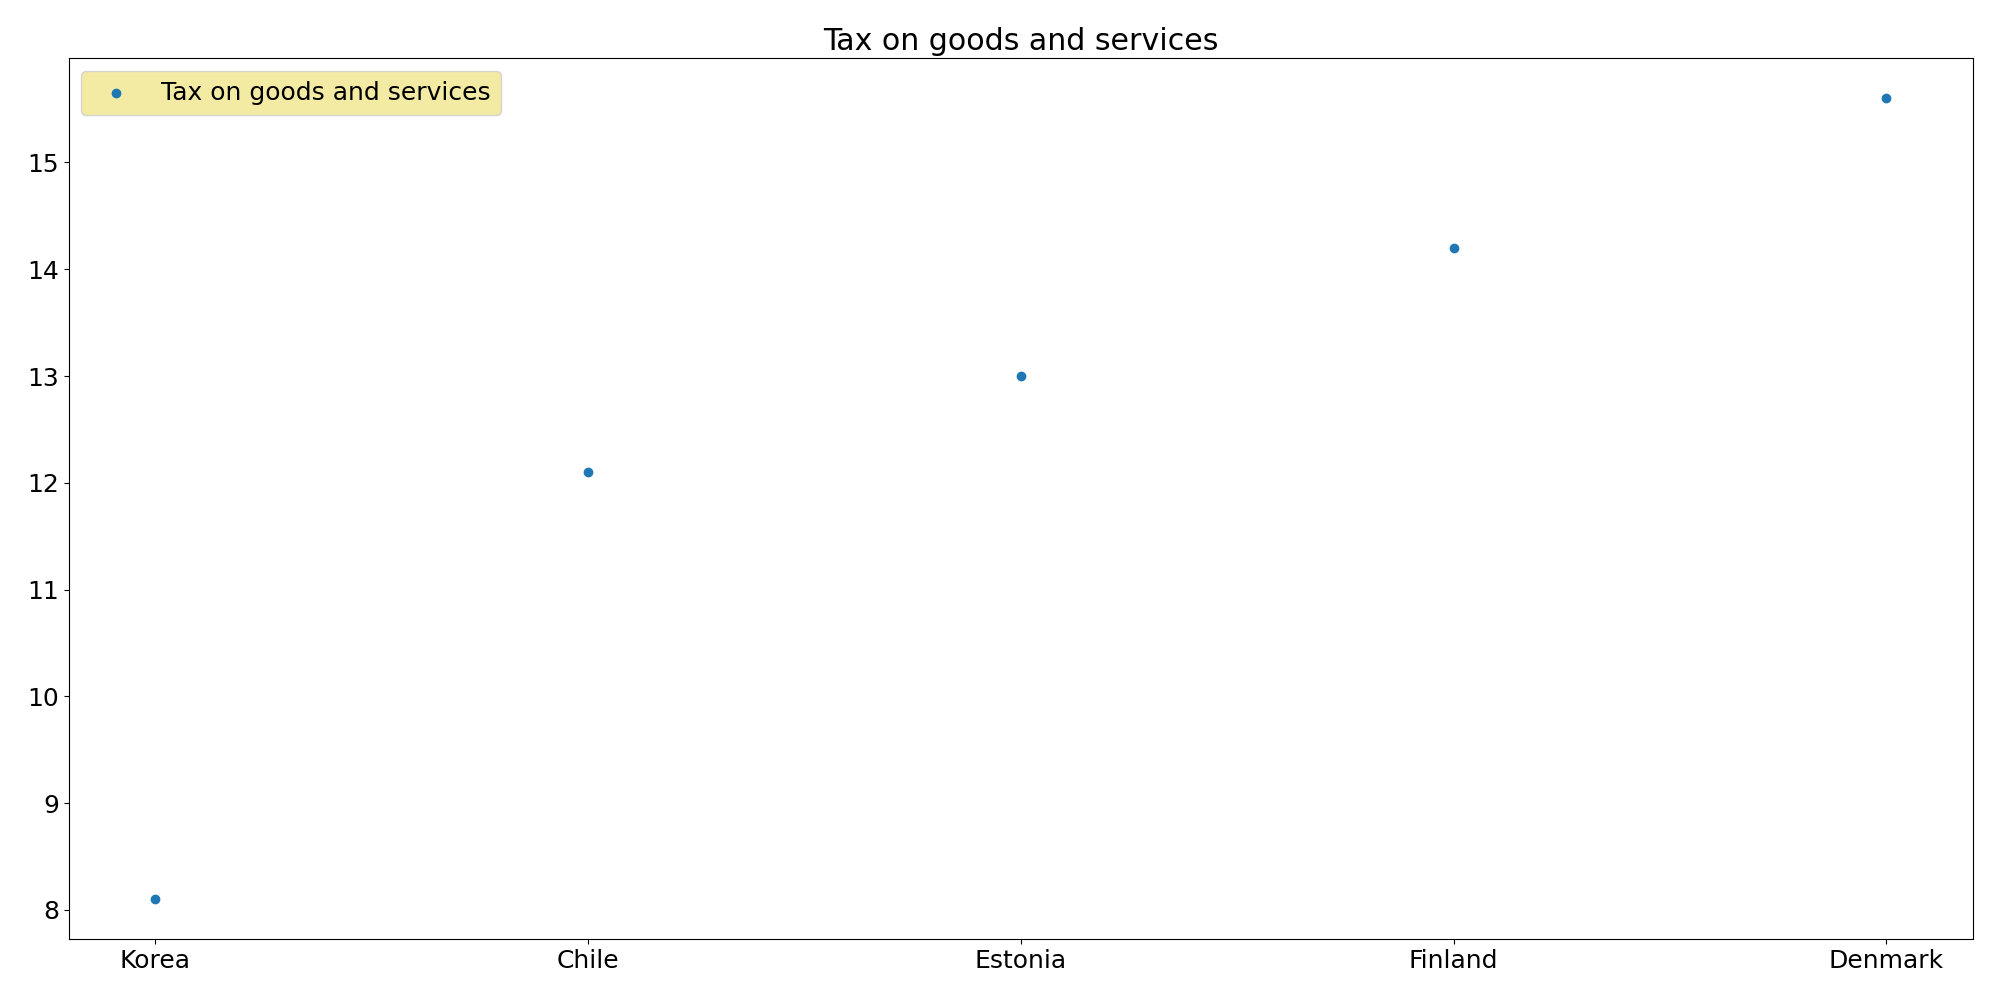 Tax on goods and services
Tax on goods and services
15
14
13
12
11
10
9
8
Korea Chile Estonia Finland Denmark